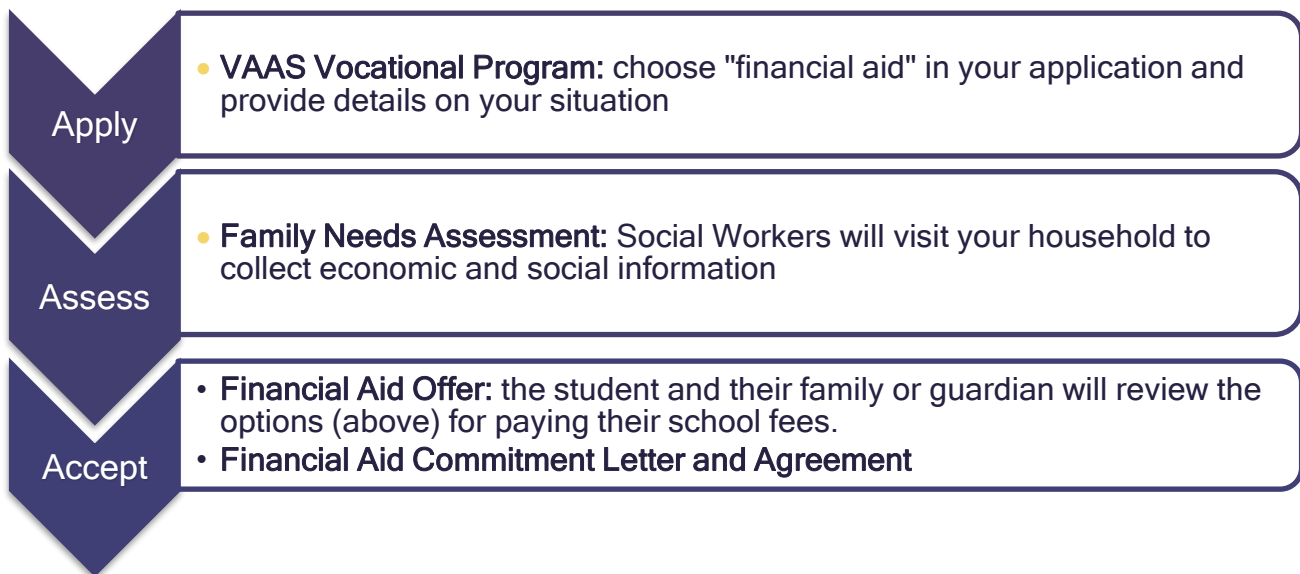 Apply
• VAAS Vocational Program: choose "financial aid" in your application and
provide details on your situation
Assess
• Family Needs Assessment: Social Workers will visit your household to
collect economic and social information
Accept
• Financial Aid Offer: the student and their family or guardian will review the
options (above) for paying their school fees.
• Financial Aid Commitment Letter and Agreement